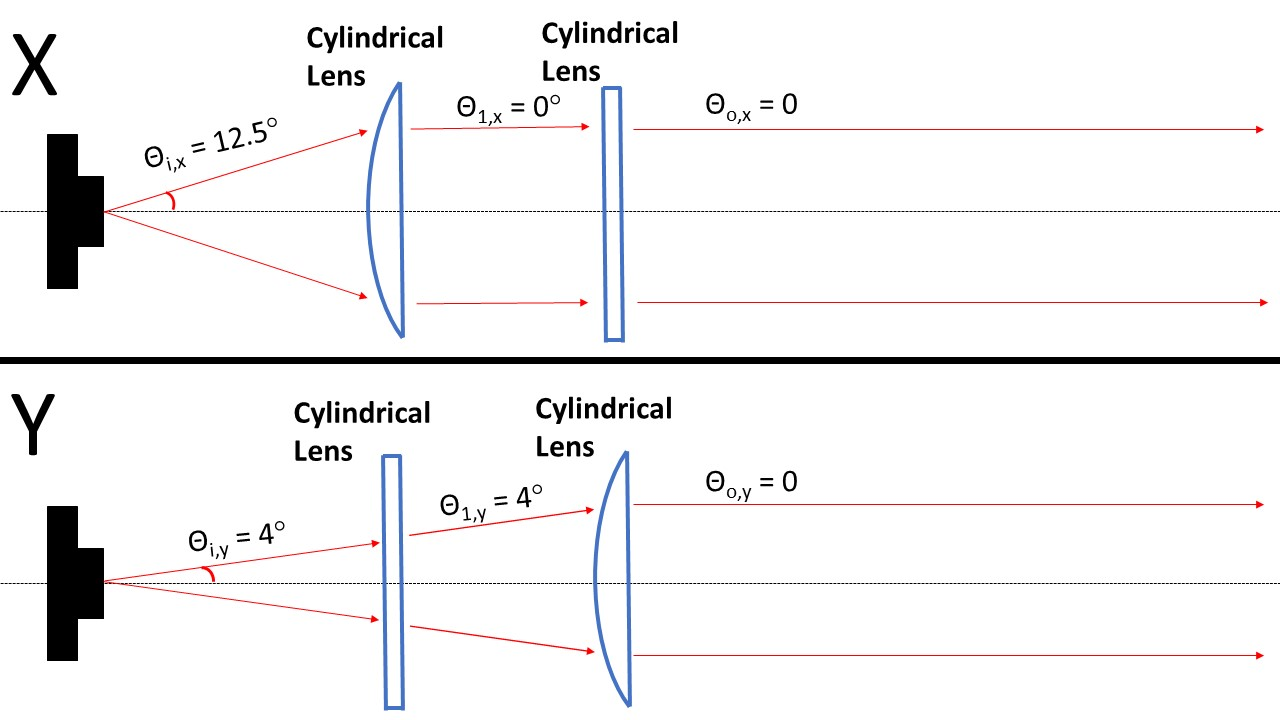 X
Cylindrical
Lens
Cylindrical
Lens
Θi,x = 12.5°
Θ1,x = 0°
Θo,x = 0
Y
Cylindrical
Lens
Cylindrical
Lens
Θi,y = 4°
Θ1,y = 4°
Θo,y = 0